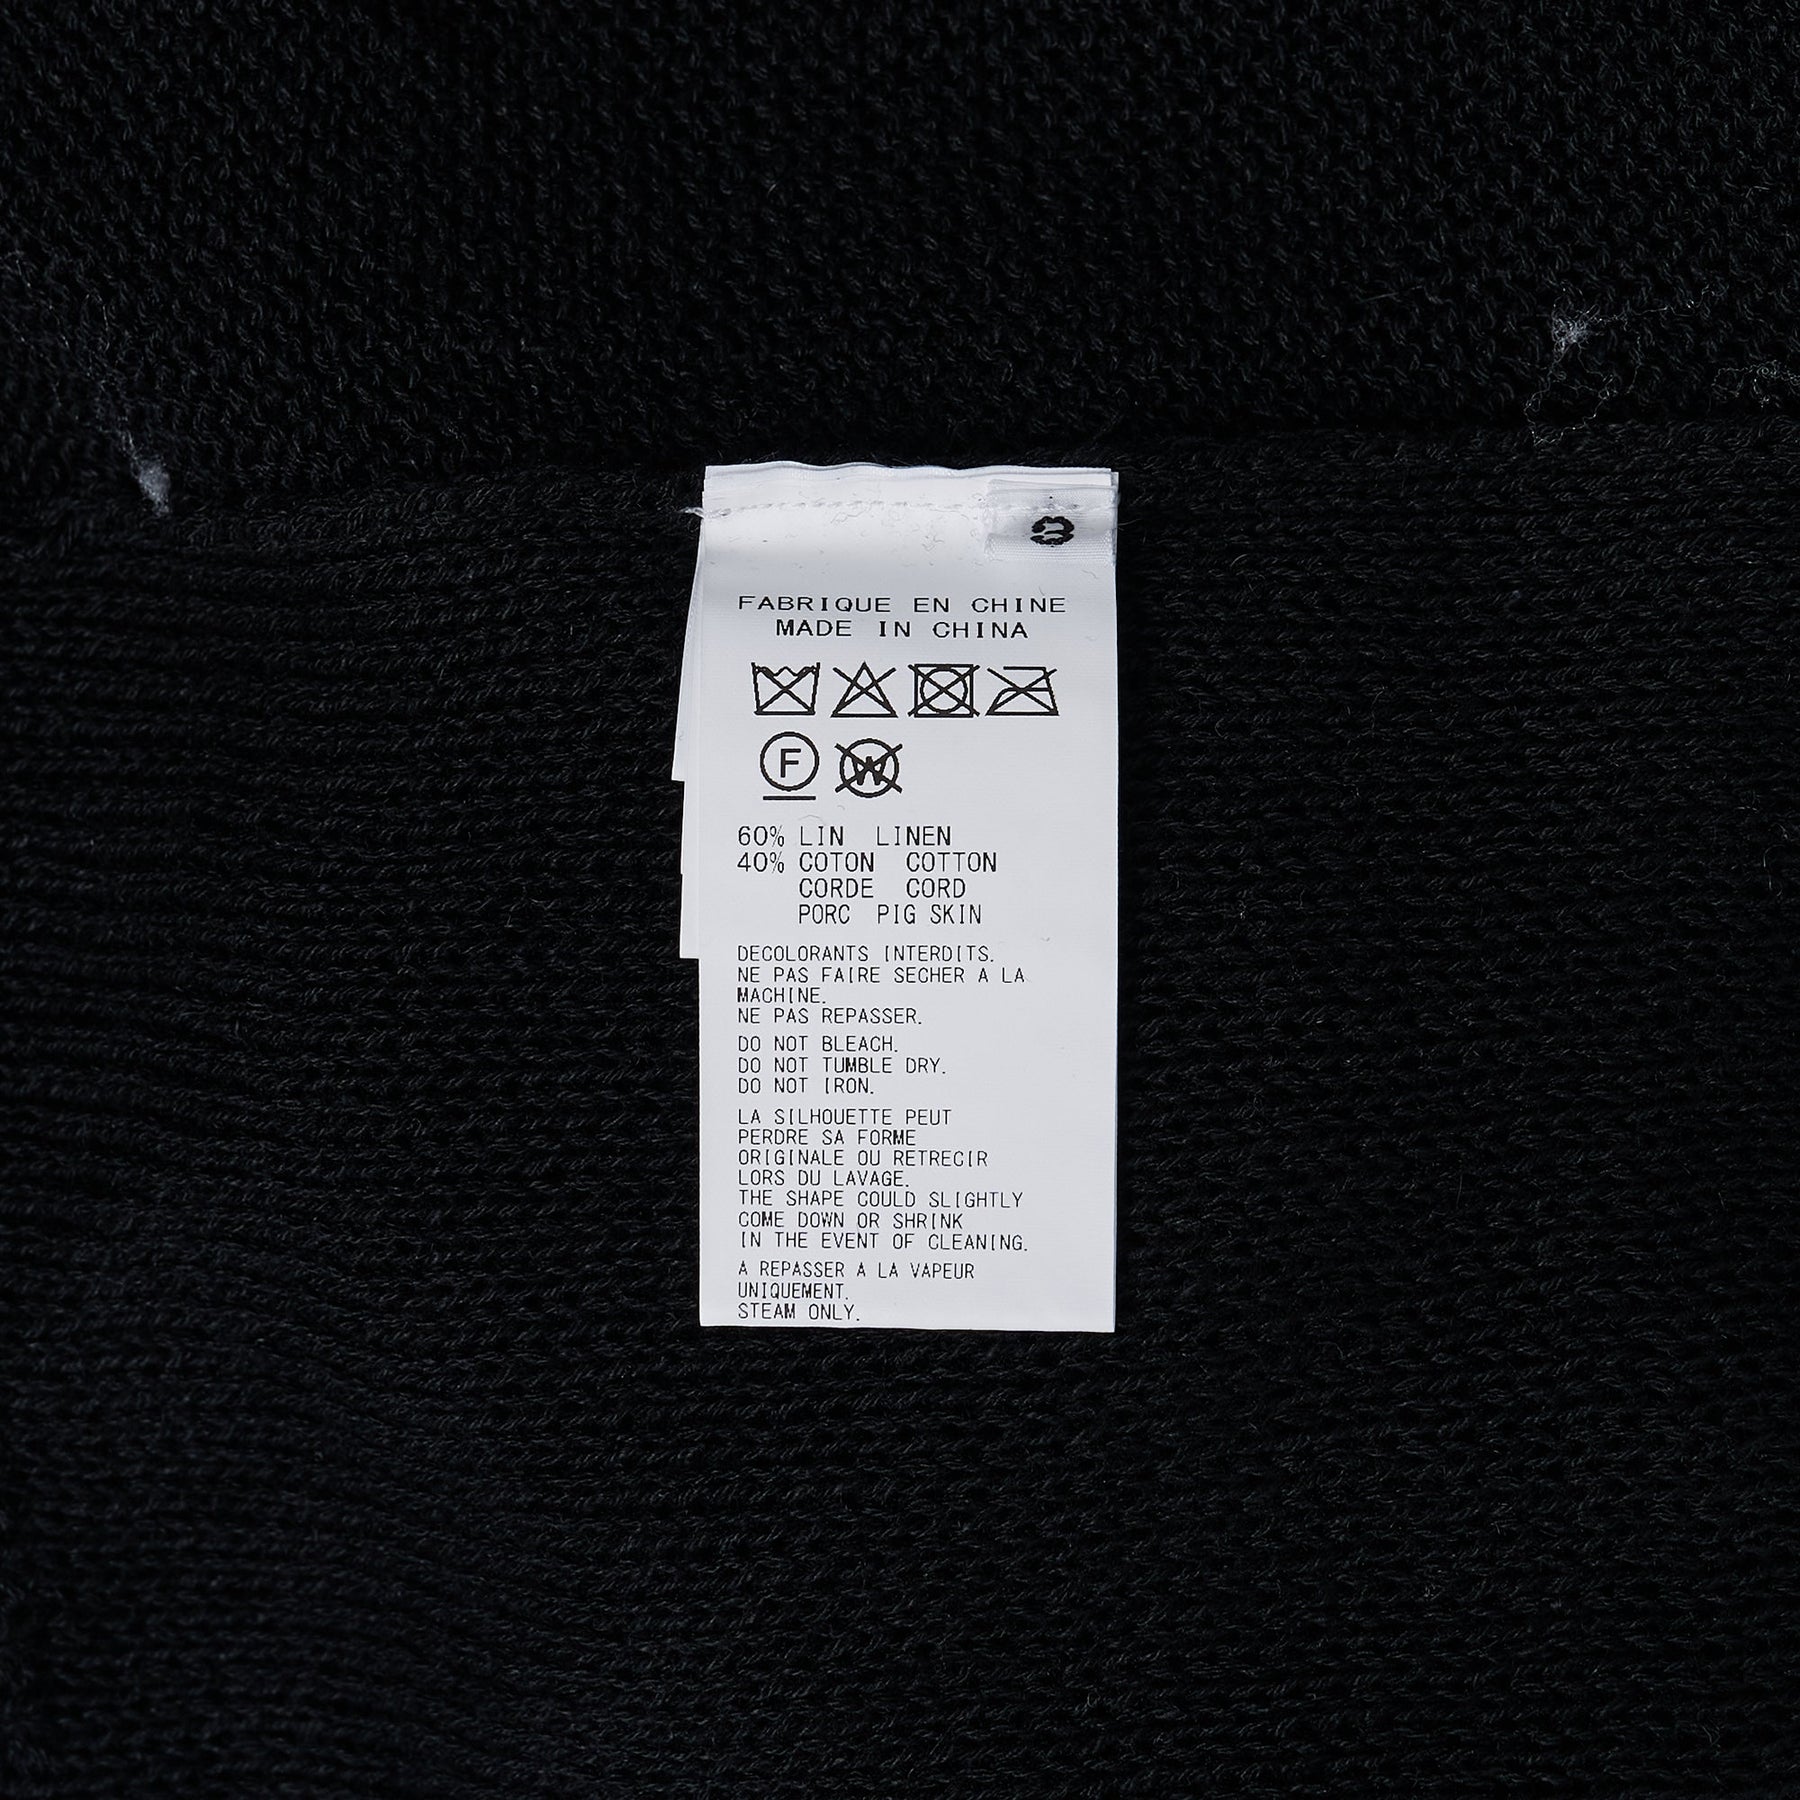 3
FABRIQUE EN CHINE
MADE IN CHINA
F W
60% LIN LINEN
40% COTON COTTON
CORDE CORD
PORC PIG SKIN
DECOLORANTS INTERDITS.
NE PAS FAIRE SECHER A LA
MACHINE.
NE PAS REPASSER.
DO NOT BLEACH.
DO NOT TUMBLE DRY.
DO NOT IRON.
LA SILHOUETTE PEUT
PERDRE SA FORME
ORIGINALE OU RETRECIR
LORS DU LAVAGE.
THE SHAPE COULD SLIGHTLY
COME DOWN OR SHRINK
IN THE EVENT OF CLEANING.
A REPASSER A LA VAPEUR
UNIQUEMENT.
STEAM ONLY.